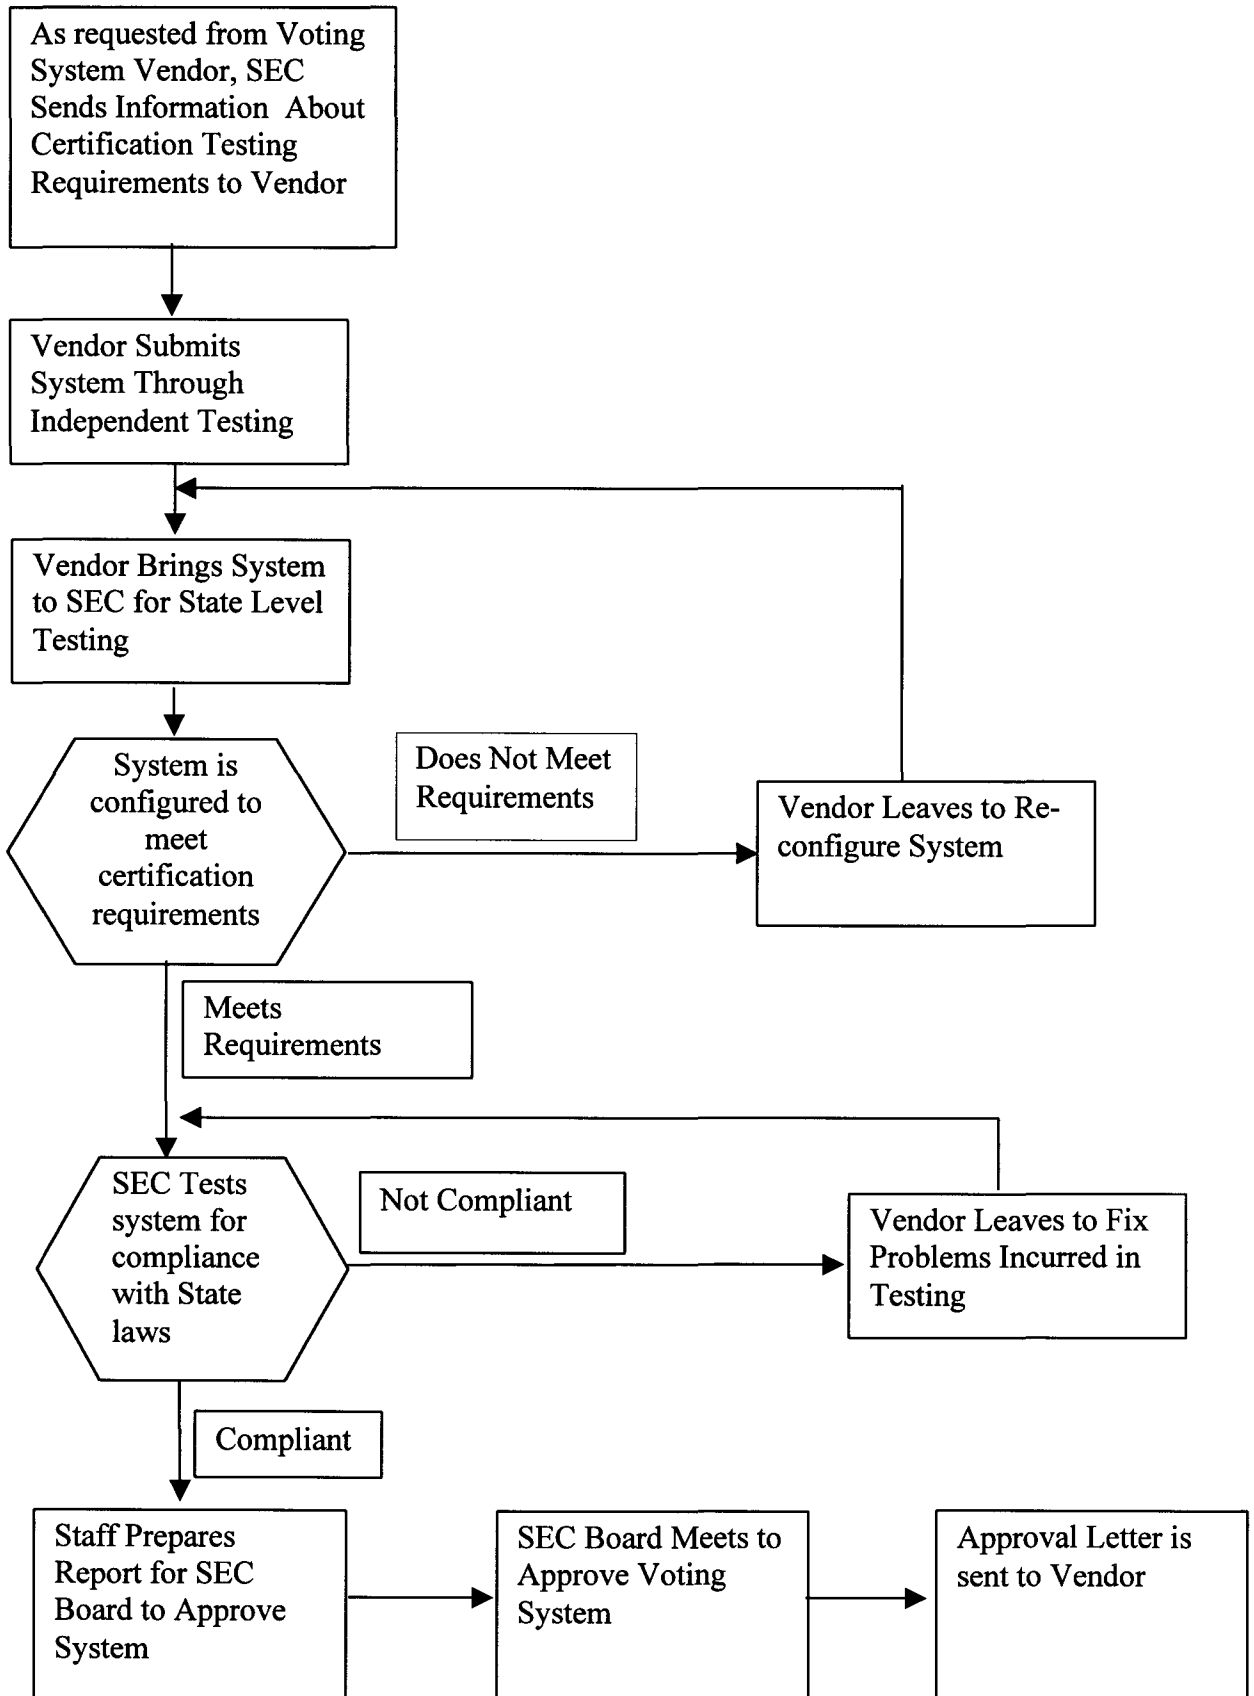 As requested from Voting
System Vendor, SEC
Sends Information About
Certification Testing
Requirements to Vendor
Vendor Submits
System Through
Independent Testing
Vendor Brings System
to SEC for State Level
Testing
System is
configured to
meet
certification
requirements
Does Not Meet
Requirements
Vendor Leaves to Re-
configure System
Meets
Requirements
SEC Tests
system for
compliance
with State
laws
Not Compliant
Vendor Leaves to Fix
Problems Incurred in
Testing
Compliant
Staff Prepares
Report for SEC
Board to Approve
System
SEC Board Meets to
Approve Voting
System
Approval Letter is
sent to Vendor